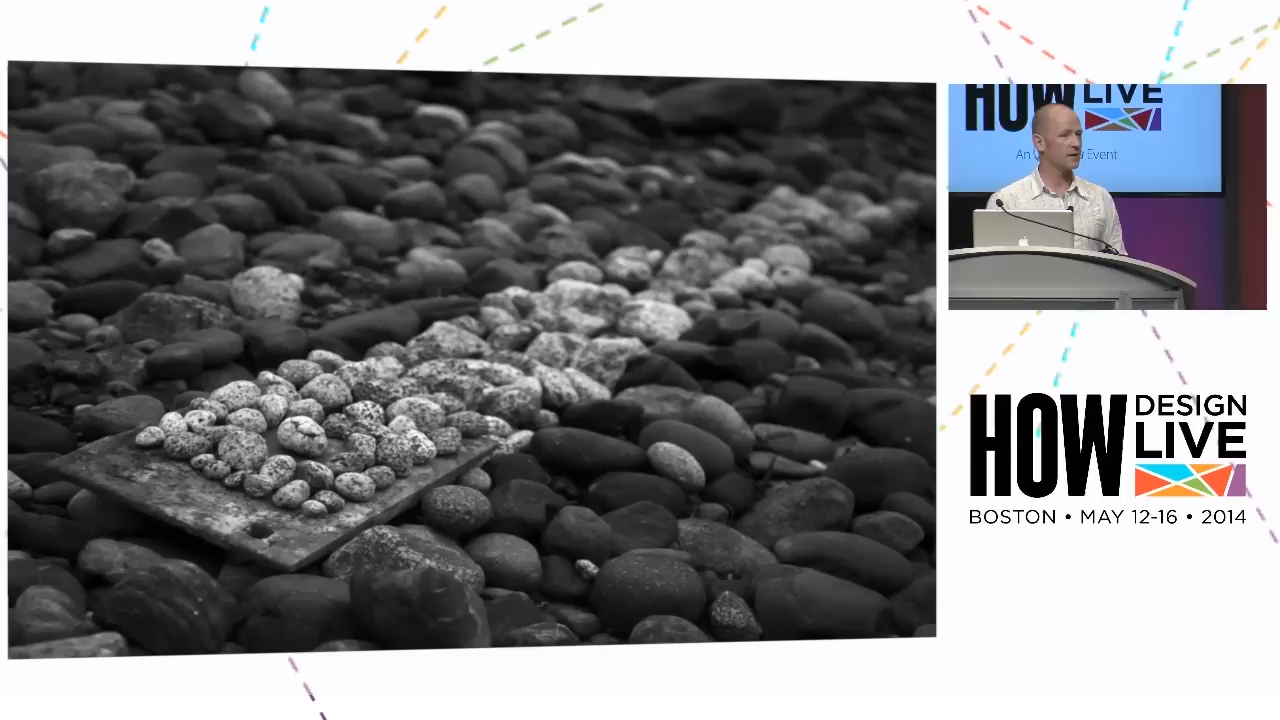 HOW LIVE
An Event
HOW DESIGN LIVE
BOSTON • MAY 12-16 • 2014